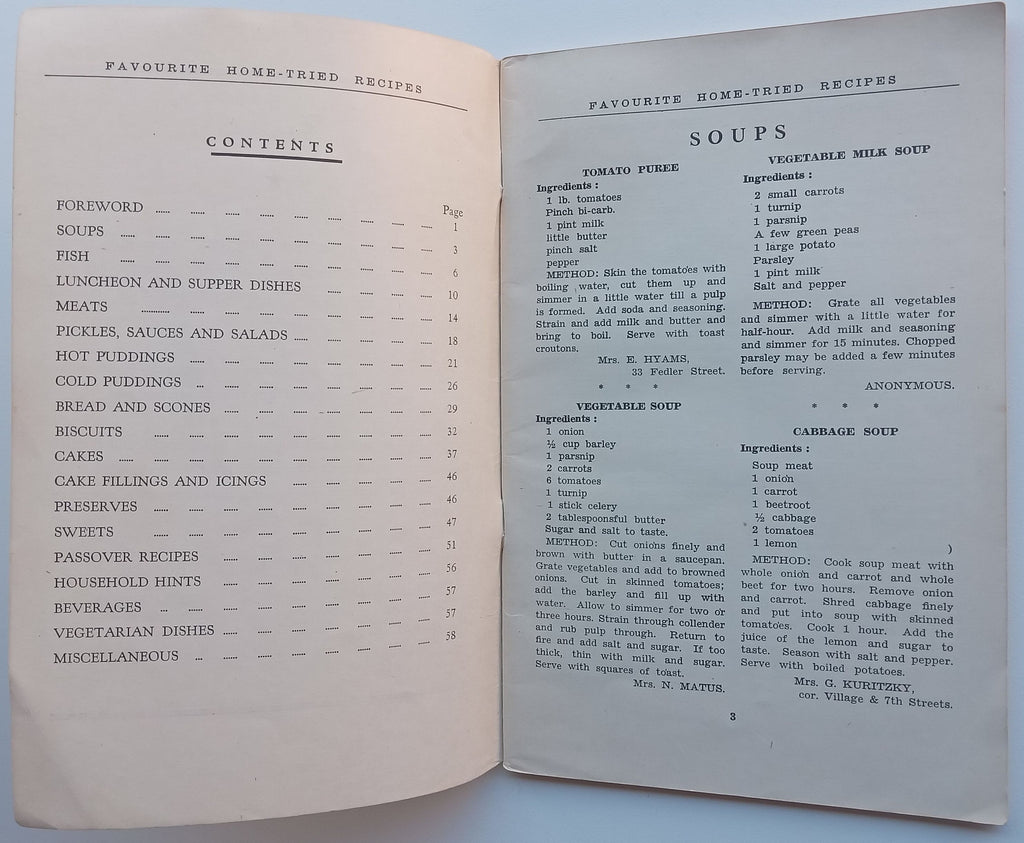 FAVOURITE HOME-TRIED RECIPES
CONTENTS
Page
FOREWORD ...... 1
SOUPS ...... 3
FISH ...... 6
LUNCHEON AND SUPPER DISHES ...... 10
MEATS ...... 14
PICKLES, SAUCES AND SALADS ...... 18
HOT PUDDINGS ...... 21
COLD PUDDINGS ...... 26
BREAD AND SCONES ...... 29
BISCUITS ...... 32
CAKES ...... 37
CAKE FILLINGS AND ICINGS ...... 46
PRESERVES ...... 46
SWEETS ...... 47
PASSOVER RECIPES ...... 51
HOUSEHOLD HINTS ...... 56
BEVERAGES ...... 57
VEGETARIAN DISHES ...... 57
MISCELLANEOUS ...... 58
FAVOURITE HOME-TRIED RECIPES
SOUPS
TOMATO PUREE
Ingredients :
1 lb. tomatoes
Pinch bi-carb.
1 pint milk
little butter
pinch salt
pepper
METHOD: Skin the tomatoes with
boiling water, cut them up and
simmer in a little water till a pulp
is formed. Add soda and seasoning.
Strain and add milk and butter and
bring to boil. Serve with toast
croutons.
Mrs. E. HYAMS,
33 Fedler Street.
* * *
VEGETABLE SOUP
Ingredients :
1 onion
½ cup barley
1 parsnip
2 carrots
6 tomatoes
1 turnip
1 stick celery
2 tablespoonsful butter
Sugar and salt to taste.
METHOD: Cut onions finely and
brown with butter in a saucepan.
Grate vegetables and add to browned
onions. Cut in skinned tomatoes;
add the barley and fill up with
water. Allow to simmer for two or
three hours. Strain through collender
and rub pulp through. Return to
fire and add salt and sugar. If too
thick, thin with milk and sugar.
Serve with squares of toast.
Mrs. N. MATUS.
VEGETABLE MILK SOUP
Ingredients :
2 small carrots
1 turnip
1 parsnip
A few green peas
1 large potato
Parsley
1 pint milk
Salt and pepper
METHOD: Grate all vegetables
and simmer with a little water for
half-hour. Add milk and seasoning
and simmer for 15 minutes. Chopped
parsley may be added a few minutes
before serving.
ANONYMOUS.
* * *
CABBAGE SOUP
Ingredients :
Soup meat
1 onion
1 carrot
1 beetroot
½ cabbage
2 tomatoes
1 lemon )
METHOD: Cook soup meat with
whole onion and carrot and whole
beet for two hours. Remove onion
and carrot. Shred cabbage finely
and put into soup with skinned
tomatoes. Cook 1 hour. Add the
juice of the lemon and sugar to
taste. Season with salt and pepper.
Serve with boiled potatoes.
Mrs. G. KURITZKY,
cor. Village & 7th Streets.
3